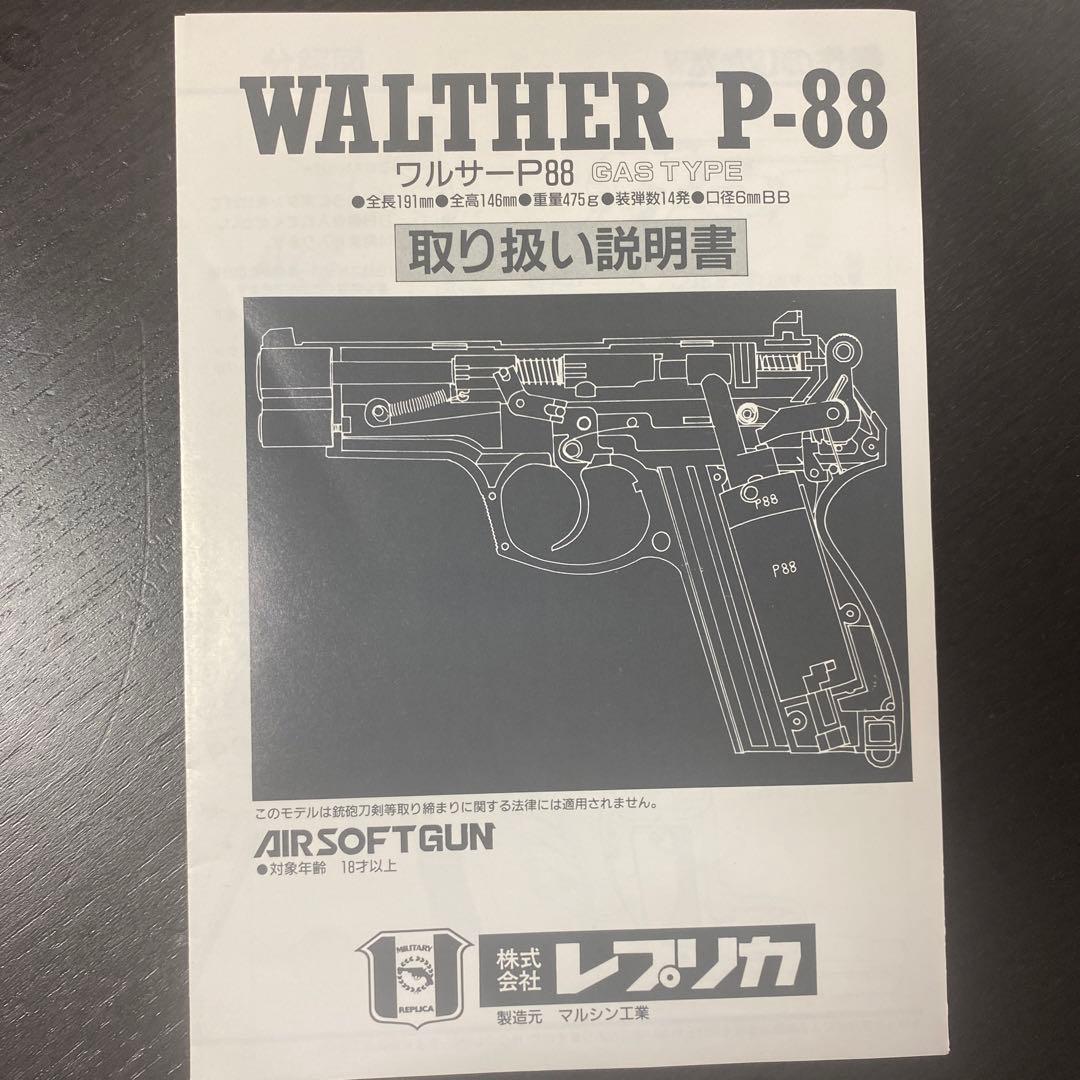 WALTHER P-88
ワルサーP88 GAS TYPE
●全長191㎜●全高146㎜●重量475g●装弾数14発●口径6㎜BB
取り扱い説明書
P88
P88
このモデルは銃砲刀剣等取り締まりに関する法律には適用されません。
AIRSOFTGUN
●対象年齢 18才以上
MILITARY
REPLICA
株式会社 レプリカ
製造元 マルシン工業